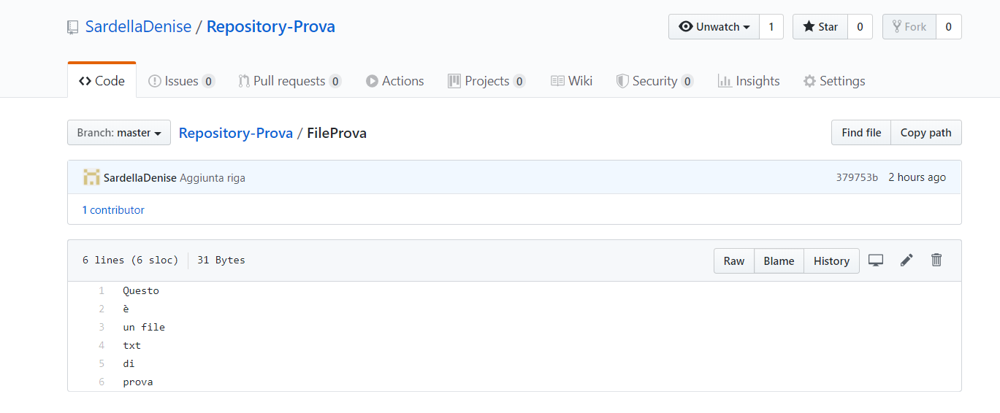 SardellaDenise / Repository-Prova
Unwatch 1 Star 0 Fork 0
Code Issues 0 Pull requests 0 Actions Projects 0 Wiki Security 0 Insights Settings
Branch: master Repository-Prova / FileProva Find file Copy path
SardellaDenise Aggiunta riga 379753b 2 hours ago
1 contributor
6 lines (6 sloc) 31 Bytes Raw Blame History
1 Questo
2 è
3 un file
4 txt
5 di
6 prova